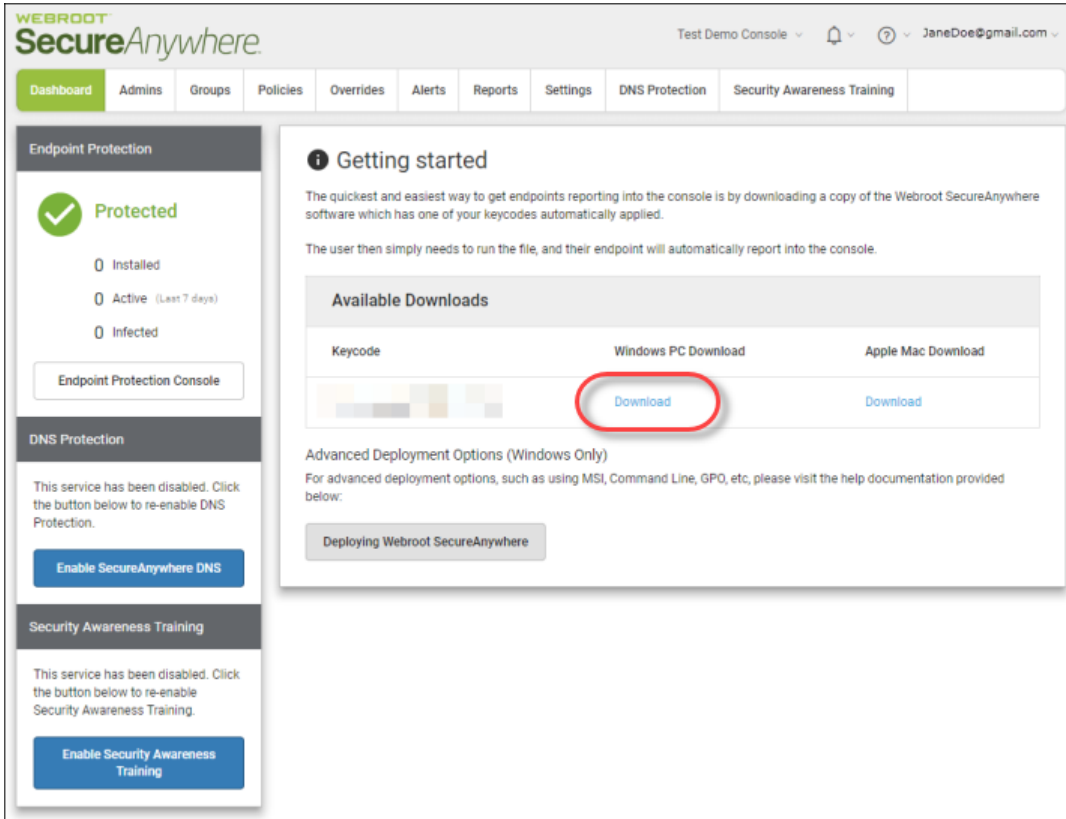 WEBROOT
SecureAnywhere.
Test Demo Console
JaneDoe@gmail.com
Dashboard
Admins
Groups
Policies
Overrides
Alerts
Reports
Settings
DNS Protection
Security Awareness Training
Endpoint Protection
Protected
0 Installed
0 Active (Last 7 days)
0 Infected
Endpoint Protection Console
DNS Protection
This service has been disabled. Click
the button below to re-enable DNS
Protection.
Enable SecureAnywhere DNS
Security Awareness Training
This service has been disabled. Click
the button below to re-enable
Security Awareness Training.
Enable Security Awareness
Training
Getting started
The quickest and easiest way to get endpoints reporting into the console is by downloading a copy of the Webroot SecureAnywhere
software which has one of your keycodes automatically applied.
The user then simply needs to run the file, and their endpoint will automatically report into the console.
Available Downloads
Keycode
Windows PC Download
Apple Mac Download
Download
Download
Advanced Deployment Options (Windows Only)
For advanced deployment options, such as using MSI, Command Line, GPO, etc, please visit the help documentation provided
below:
Deploying Webroot SecureAnywhere